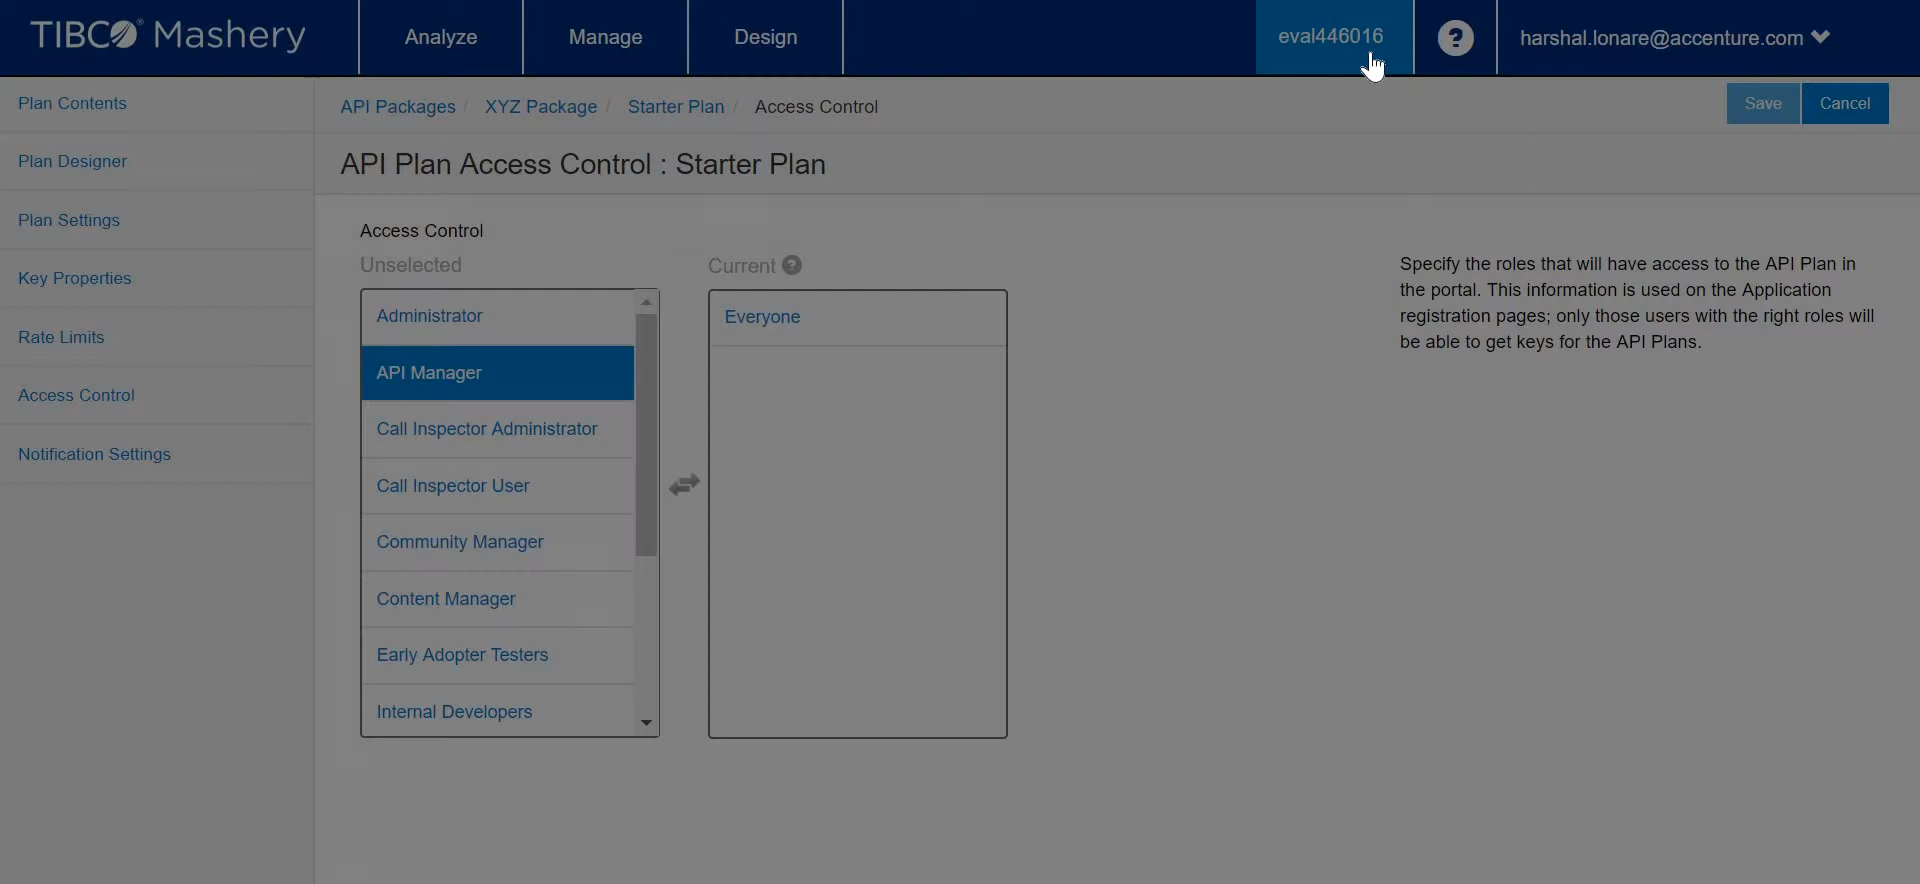 TIBCO® Mashery
Analyze
Manage
Design
eval446016
?
harshal.lonare@accenture.com
Plan Contents
Plan Designer
Plan Settings
Key Properties
Rate Limits
Access Control
Notification Settings
API Packages / XYZ Package / Starter Plan / Access Control
Save
Cancel
API Plan Access Control : Starter Plan
Access Control
Unselected
Administrator
API Manager
Call Inspector Administrator
Call Inspector User
Community Manager
Content Manager
Early Adopter Testers
Internal Developers
Current ?
Everyone
Specify the roles that will have access to the API Plan in
the portal. This information is used on the Application
registration pages; only those users with the right roles will
be able to get keys for the API Plans.